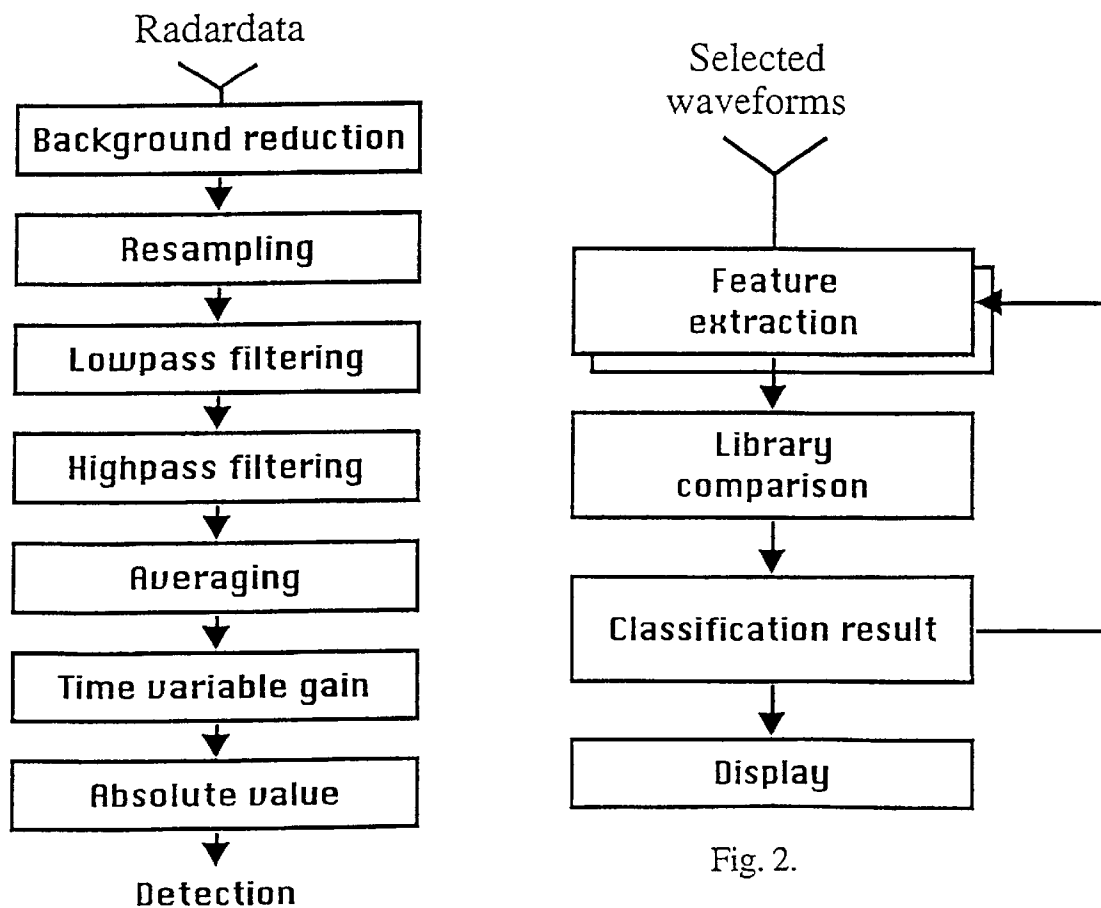 Radardata
Background reduction
Resampling
Lowpass filtering
Highpass filtering
Averaging
Time variable gain
Absolute value
Detection
Selected
waveforms
Feature
extraction
Library
comparison
Classification result
Display
Fig. 2.